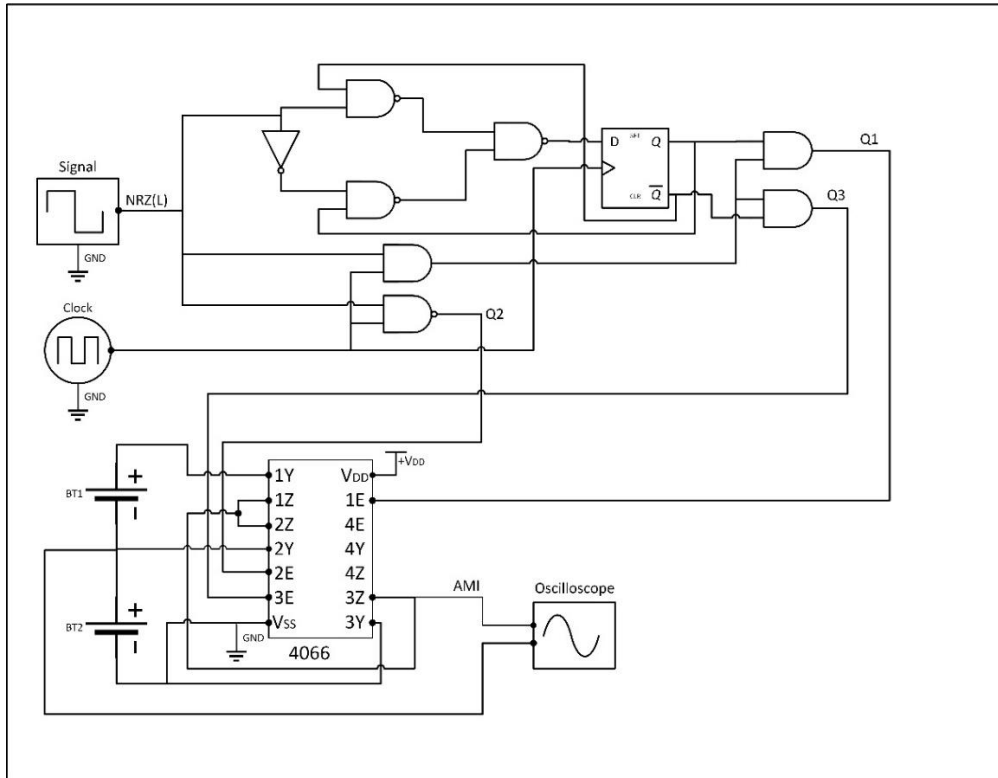 Signal
NRZ(L)
GND
Clock
GND
D
Q
CLR
Q
Q1
Q3
Q2
+VDD
BT1
+
-
BT2
+
-
1Y
1Z
2Z
2Y
2E
3E
VSS
VDD
1E
4E
4Y
4Z
3Z
3Y
GND
4066
AMI
Oscilloscope